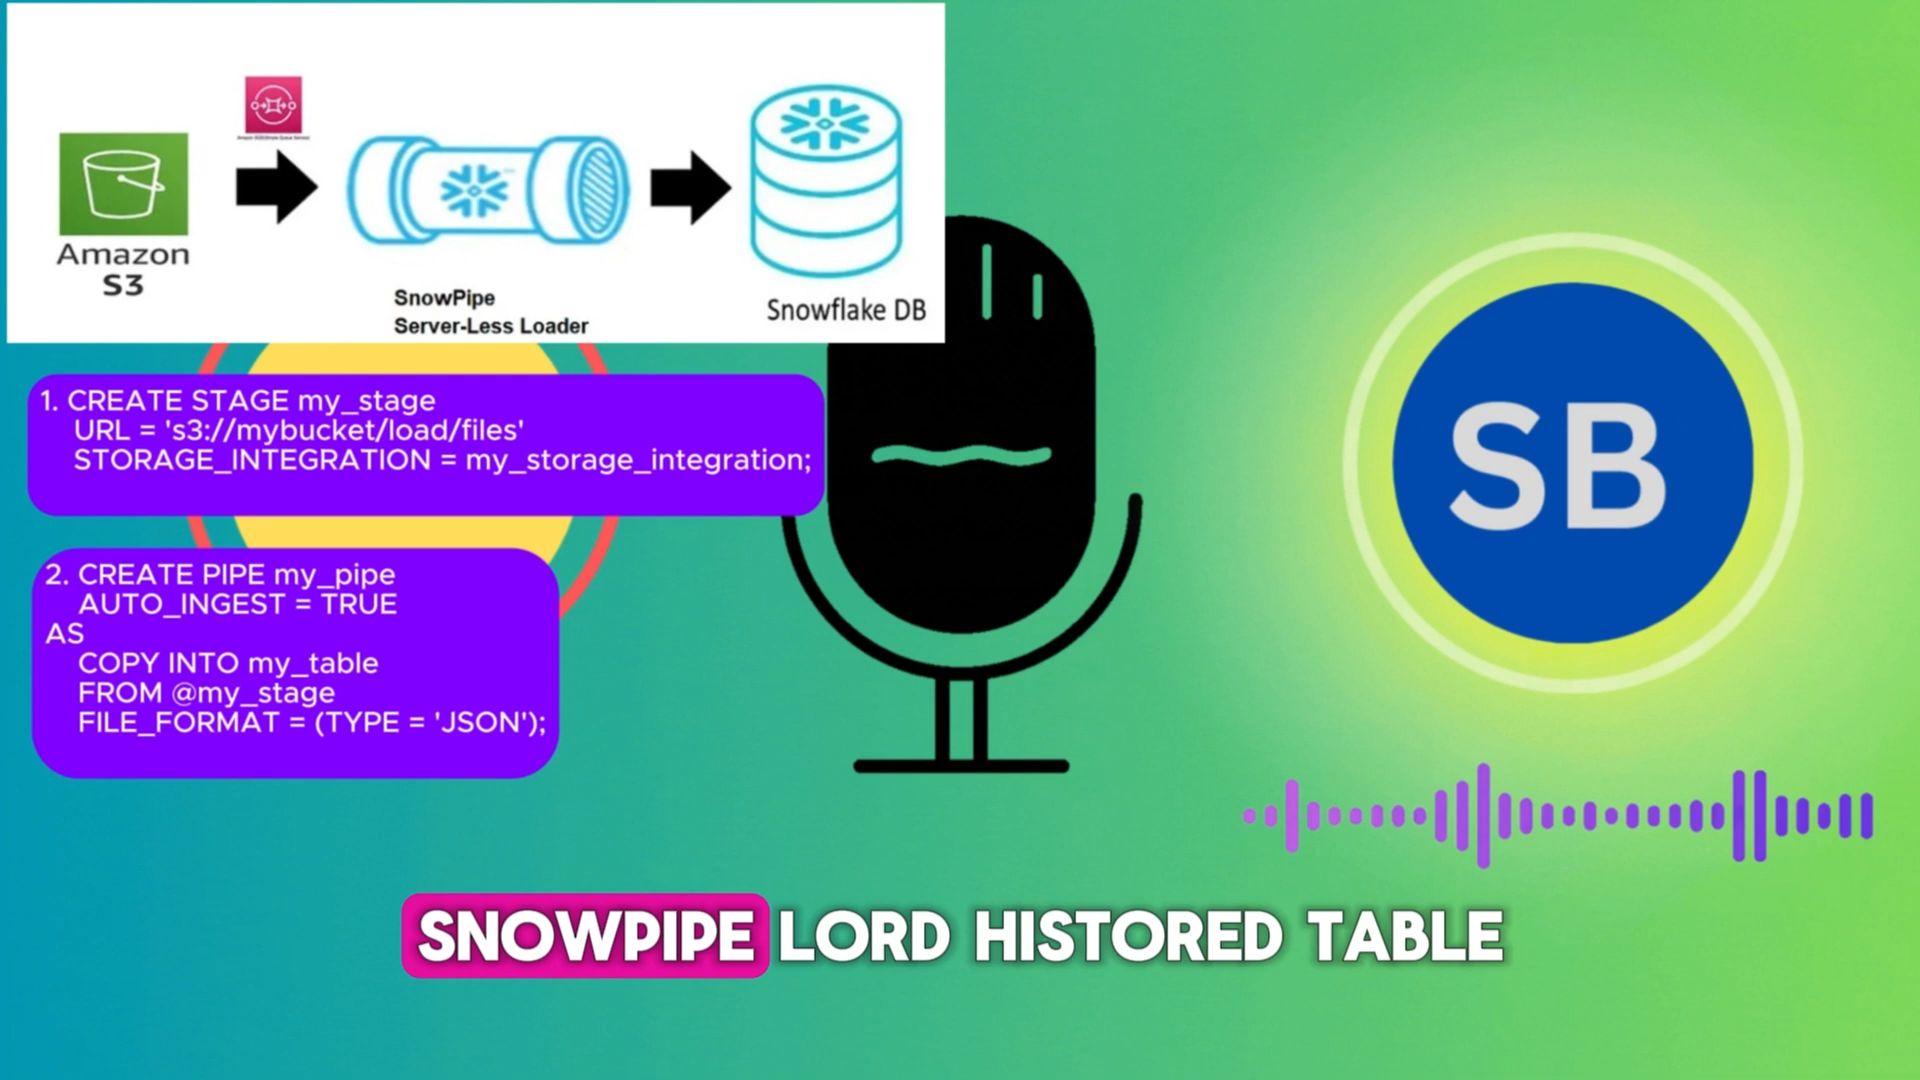 Amazon
S3
SnowPipe
Server-Less Loader
Snowflake DB
1. CREATE STAGE my_stage
URL = 's3://mybucket/load/files'
STORAGE_INTEGRATION = my_storage_integration;
2. CREATE PIPE my_pipe
AUTO_INGEST = TRUE
AS
COPY INTO my_table
FROM @my_stage
FILE_FORMAT = (TYPE = 'JSON');
SB
SNOWPIPE LORD HISTORED TABLE